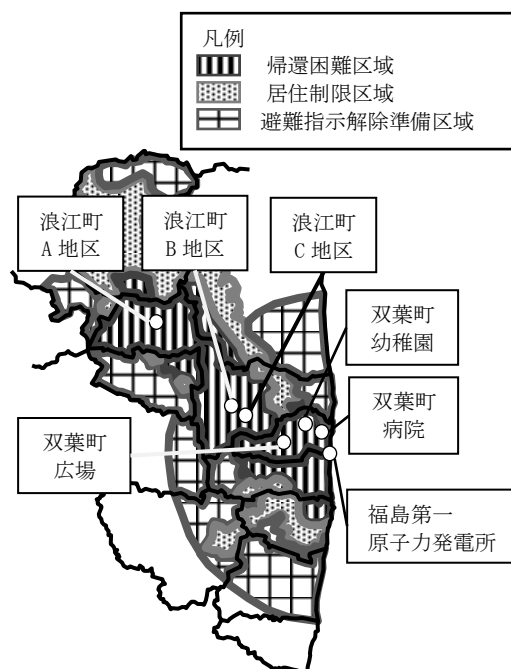 凡例
帰還困難区域
居住制限区域
避難指示解除準備区域
浪江町
A 地区
浪江町
B 地区
浪江町
C 地区
双葉町
幼稚園
双葉町
病院
双葉町
広場
福島第一
原子力発電所